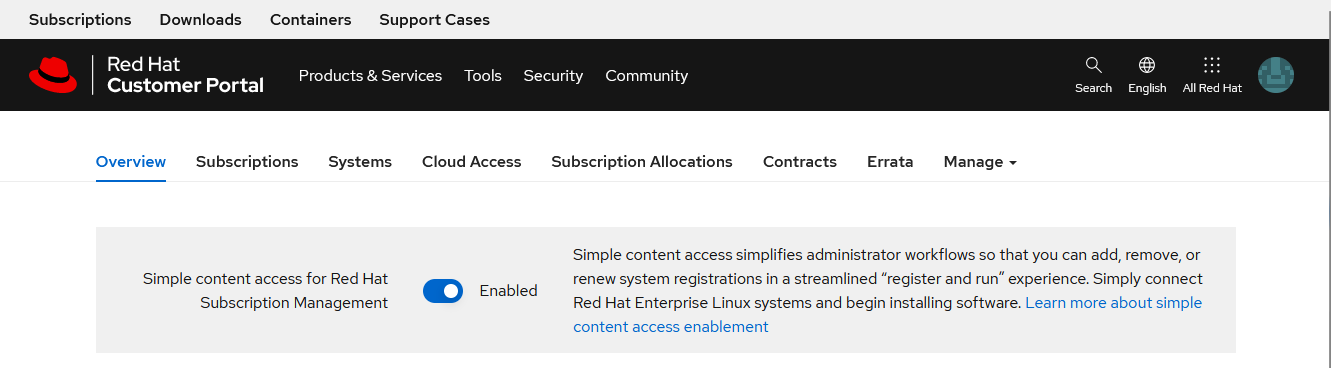 Subscriptions Downloads Containers Support Cases
Red Hat
Customer Portal
Products & Services Tools Security Community
Search English All Red Hat
Overview Subscriptions Systems Cloud Access Subscription Allocations Contracts Errata Manage
Simple content access for Red Hat
Subscription Management
Enabled
Simple content access simplifies administrator workflows so that you can add, remove, or
renew system registrations in a streamlined “register and run” experience. Simply connect
Red Hat Enterprise Linux systems and begin installing software. Learn more about simple
content access enablement